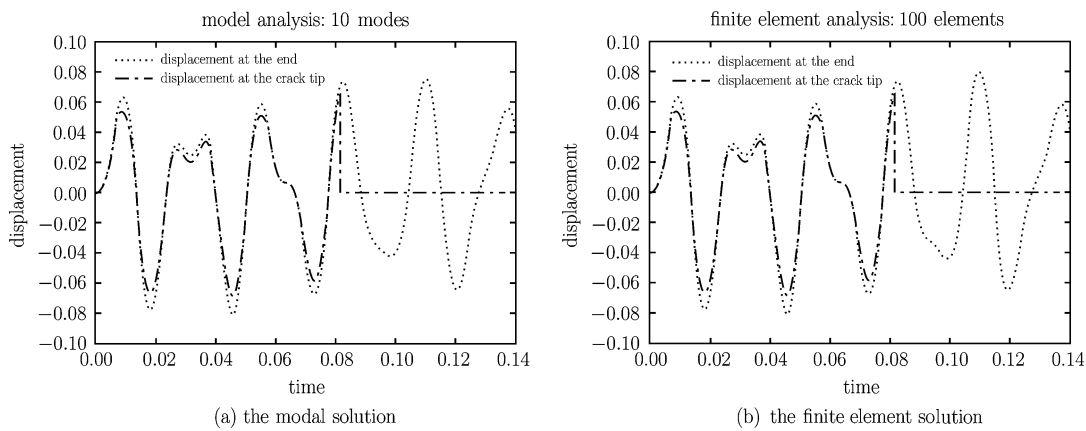 model analysis: 10 modes
0.10
0.08
0.06
0.04
0.02
0.00
−0.02
−0.04
−0.06
−0.08
−0.10
displacement
displacement at the end
displacement at the crack tip
0.00 0.02 0.04 0.06 0.08 0.10 0.12 0.14
time
(a) the modal solution
finite element analysis: 100 elements
0.10
0.08
0.06
0.04
0.02
0.00
−0.02
−0.04
−0.06
−0.08
−0.10
displacement
displacement at the end
displacement at the crack tip
0.00 0.02 0.04 0.06 0.08 0.10 0.12 0.14
time
(b) the finite element solution